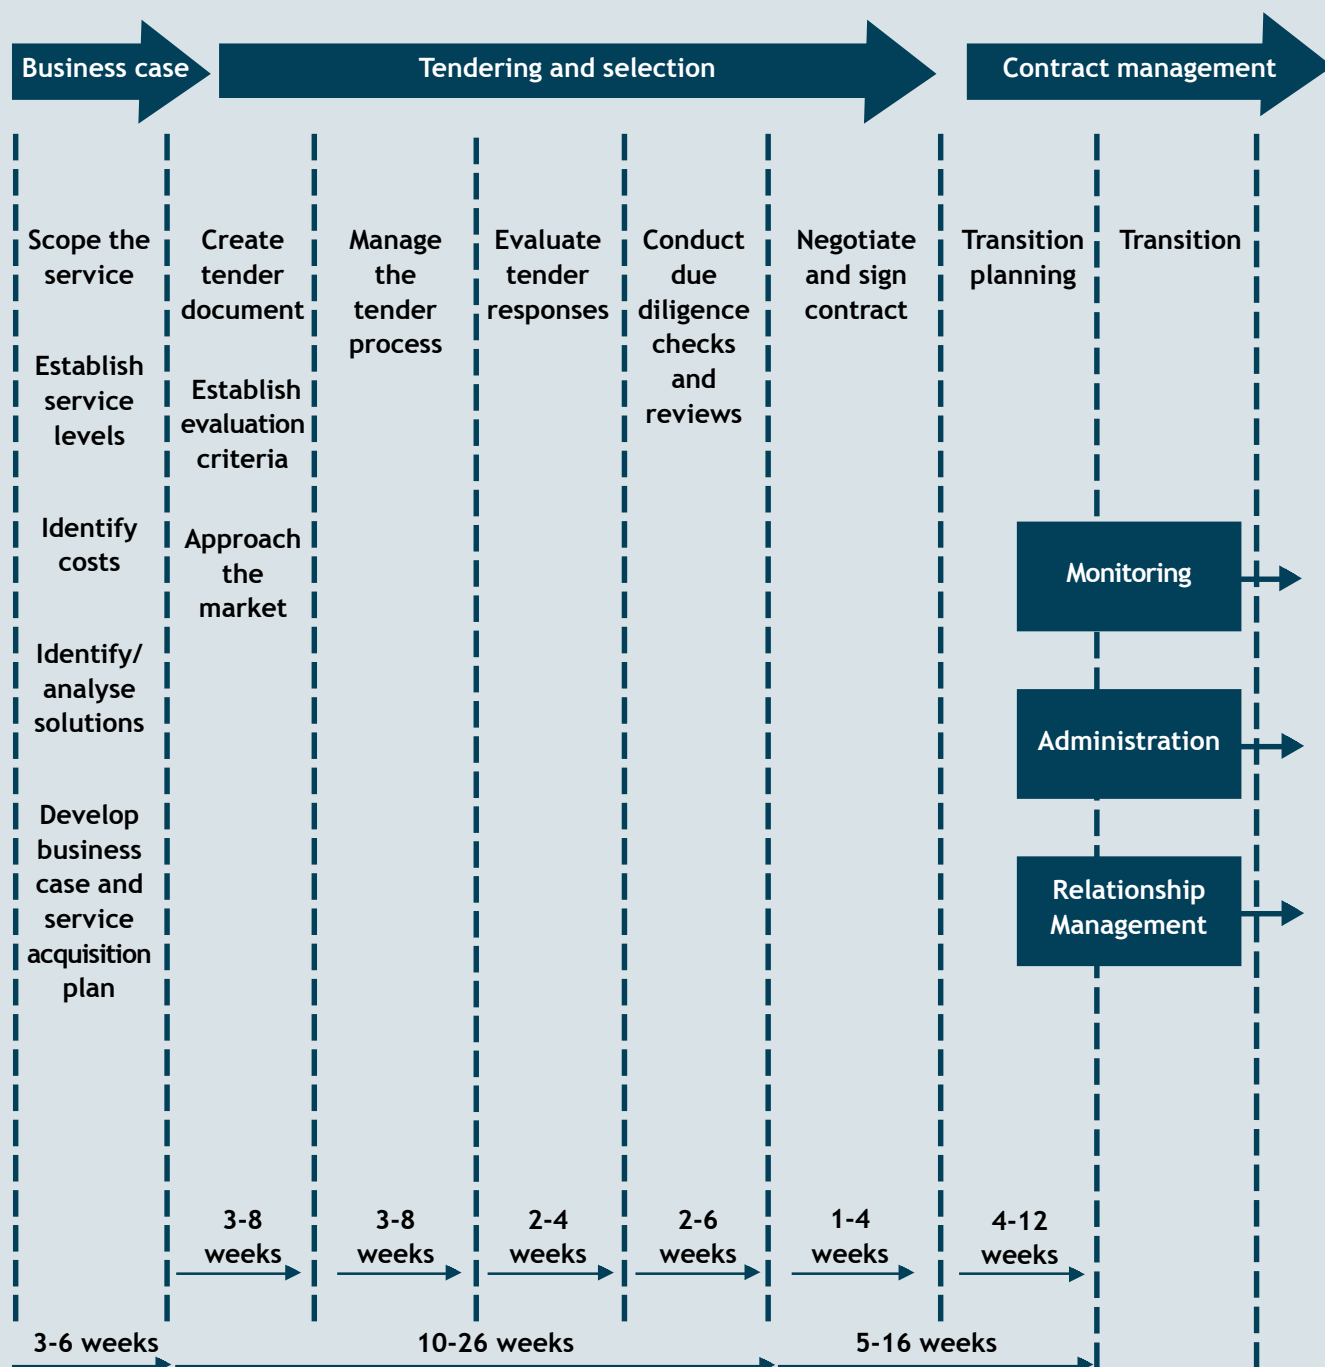 Business case
Tendering and selection
Contract management
Scope the
service
Establish
service
levels
Identify
costs
Identify/
analyse
solutions
Develop
business
case and
service
acquisition
plan
Create
tender
document
Establish
evaluation
criteria
Approach
the
market
Manage
the
tender
process
Evaluate
tender
responses
Conduct
due
diligence
checks
and
reviews
Negotiate
and sign
contract
Transition
planning
Transition
Monitoring
Administration
Relationship
Management
3-8
weeks
3-8
weeks
2-4
weeks
2-6
weeks
1-4
weeks
4-12
weeks
3-6 weeks
10-26 weeks
5-16 weeks